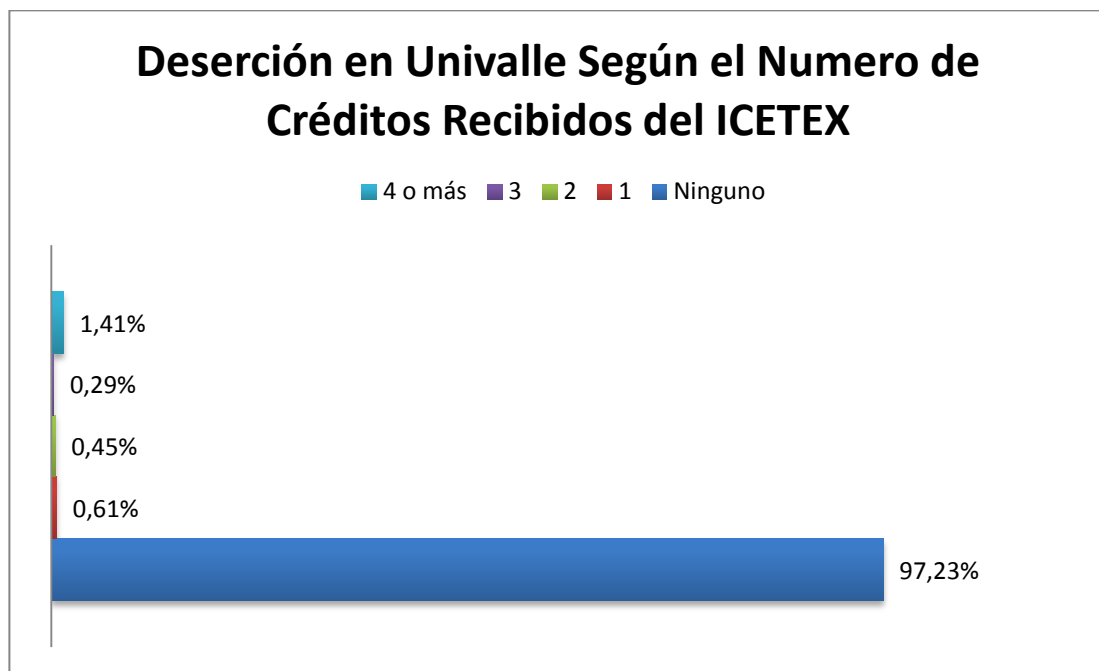 Deserción en Univalle Según el Numero de
Créditos Recibidos del ICETEX
4 o más 3 2 1 Ninguno
1,41%
0,29%
0,45%
0,61%
97,23%